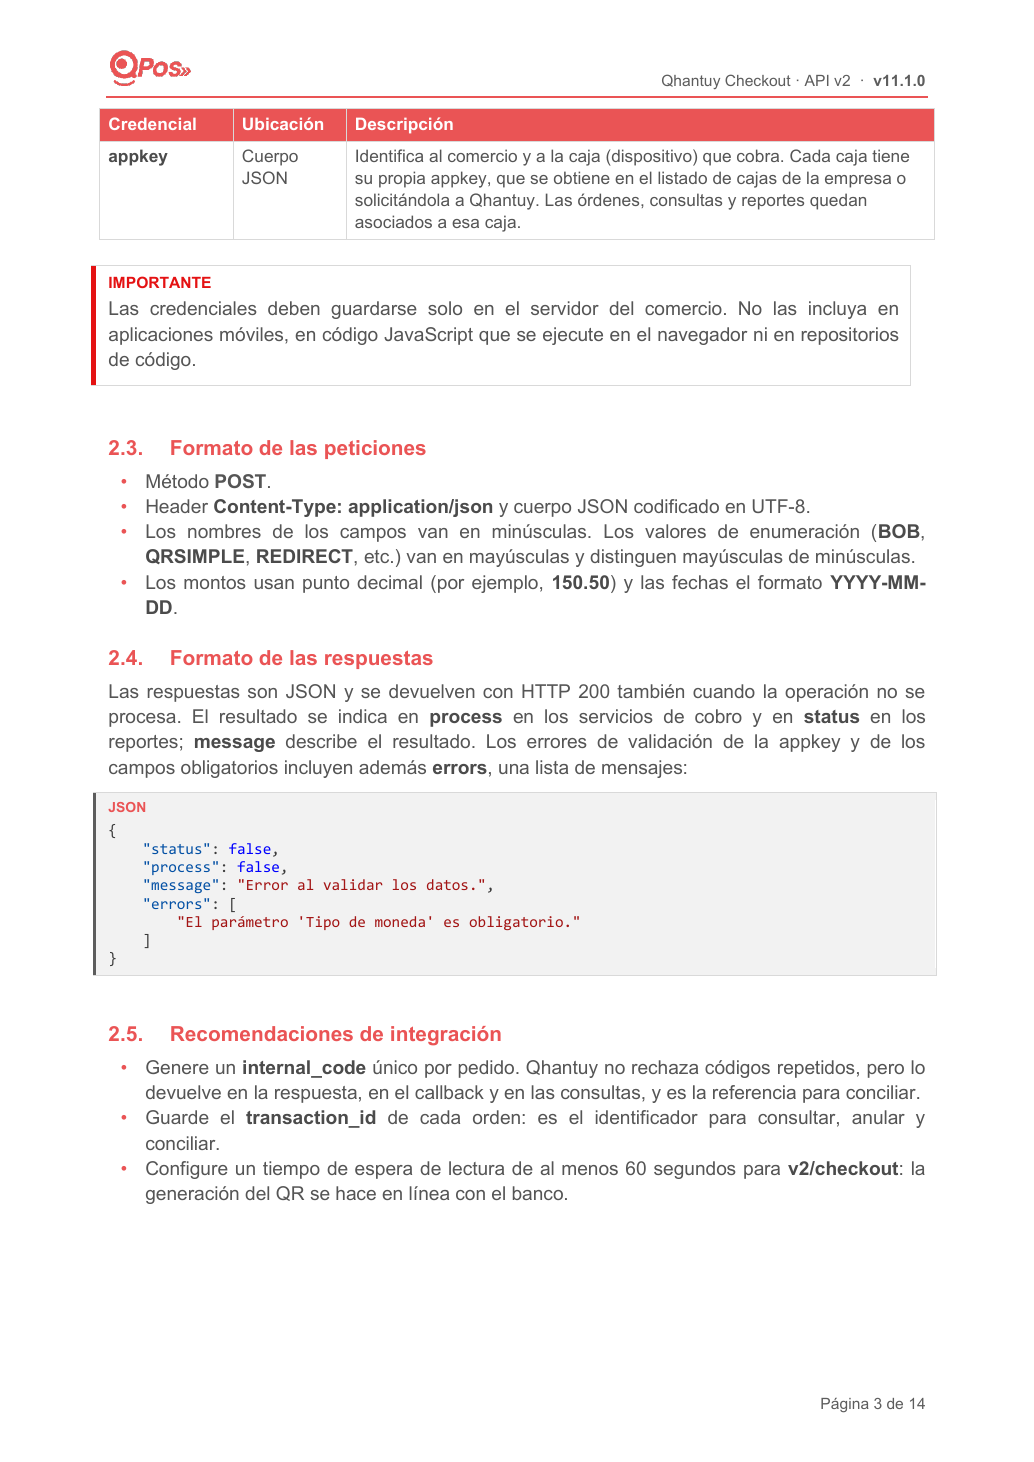 QPos»
Qhantuy Checkout · API v2 · v11.1.0
Credencial Ubicación Descripción
appkey Cuerpo JSON Identifica al comercio y a la caja (dispositivo) que cobra. Cada caja tiene
su propia appkey, que se obtiene en el listado de cajas de la empresa o
solicitándola a Qhantuy. Las órdenes, consultas y reportes quedan
asociados a esa caja.
IMPORTANTE
Las credenciales deben guardarse solo en el servidor del comercio. No las incluya en
aplicaciones móviles, en código JavaScript que se ejecute en el navegador ni en repositorios
de código.
2.3. Formato de las peticiones
• Método POST.
• Header Content-Type: application/json y cuerpo JSON codificado en UTF-8.
• Los nombres de los campos van en minúsculas. Los valores de enumeración (BOB,
QRSIMPLE, REDIRECT, etc.) van en mayúsculas y distinguen mayúsculas de minúsculas.
• Los montos usan punto decimal (por ejemplo, 150.50) y las fechas el formato YYYY-MM-
DD.
2.4. Formato de las respuestas
Las respuestas son JSON y se devuelven con HTTP 200 también cuando la operación no se
procesa. El resultado se indica en process en los servicios de cobro y en status en los
reportes; message describe el resultado. Los errores de validación de la appkey y de los
campos obligatorios incluyen además errors, una lista de mensajes:
JSON
{
    "status": false,
    "process": false,
    "message": "Error al validar los datos.",
    "errors": [
        "El parámetro 'Tipo de moneda' es obligatorio."
    ]
}
2.5. Recomendaciones de integración
• Genere un internal_code único por pedido. Qhantuy no rechaza códigos repetidos, pero lo
devuelve en la respuesta, en el callback y en las consultas, y es la referencia para conciliar.
• Guarde el transaction_id de cada orden: es el identificador para consultar, anular y
conciliar.
• Configure un tiempo de espera de lectura de al menos 60 segundos para v2/checkout: la
generación del QR se hace en línea con el banco.
Página 3 de 14